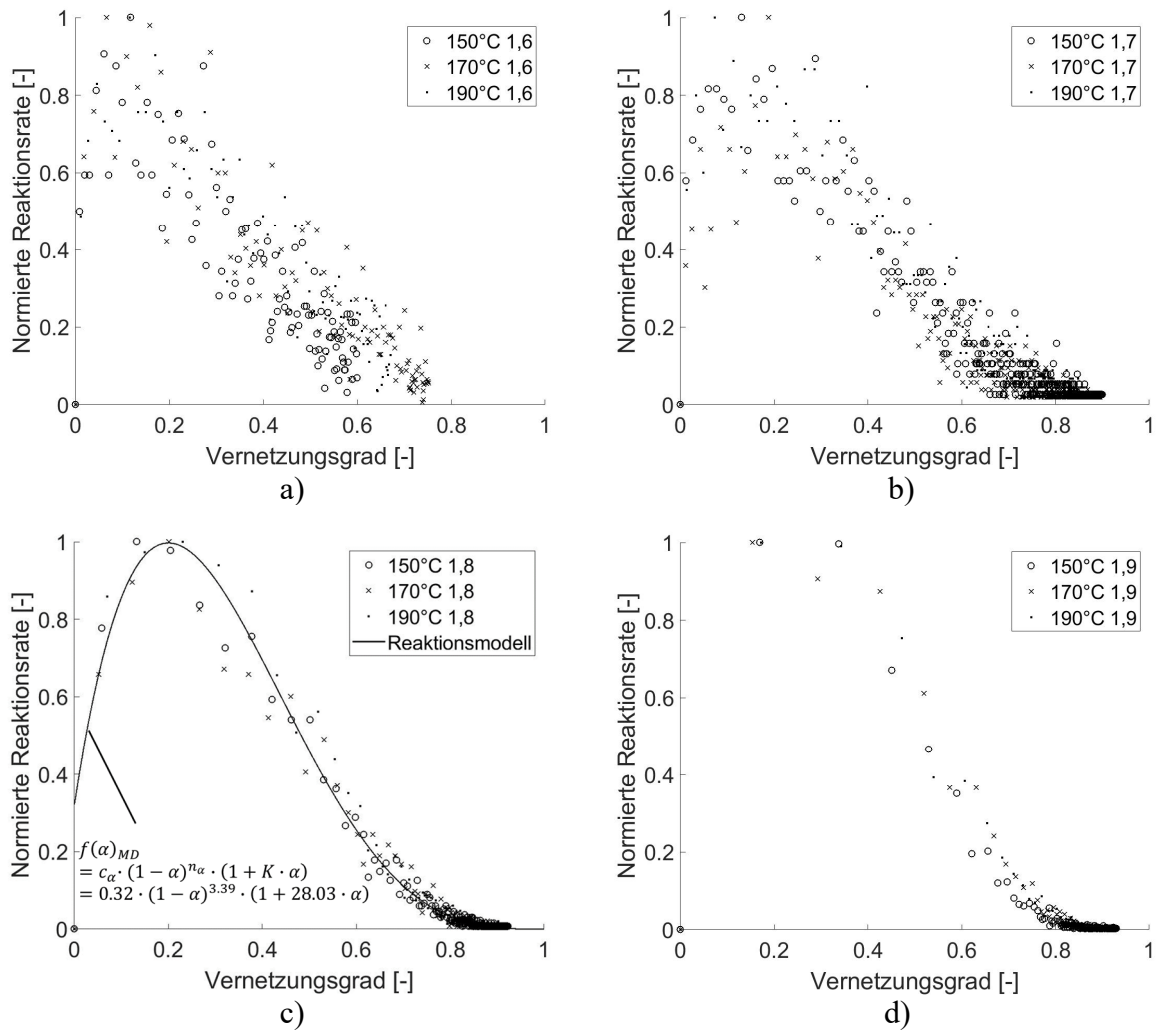 Normierte Reaktionsrate [-]
1
0.8
0.6
0.4
0.2
0
150°C 1,6
170°C 1,6
190°C 1,6
0 0.2 0.4 0.6 0.8 1
Vernetzungsgrad [-]
a)
Normierte Reaktionsrate [-]
1
0.8
0.6
0.4
0.2
0
150°C 1,7
170°C 1,7
190°C 1,7
0 0.2 0.4 0.6 0.8 1
Vernetzungsgrad [-]
b)
Normierte Reaktionsrate [-]
1
0.8
0.6
0.4
0.2
0
150°C 1,8
170°C 1,8
190°C 1,8
Reaktionsmodell
f(α)_MD
= c_α · (1 − α)^{n_α} · (1 + K · α)
= 0.32 · (1 − α)^{3.39} · (1 + 28.03 · α)
0 0.2 0.4 0.6 0.8 1
Vernetzungsgrad [-]
c)
Normierte Reaktionsrate [-]
1
0.8
0.6
0.4
0.2
0
150°C 1,9
170°C 1,9
190°C 1,9
0 0.2 0.4 0.6 0.8 1
Vernetzungsgrad [-]
d)